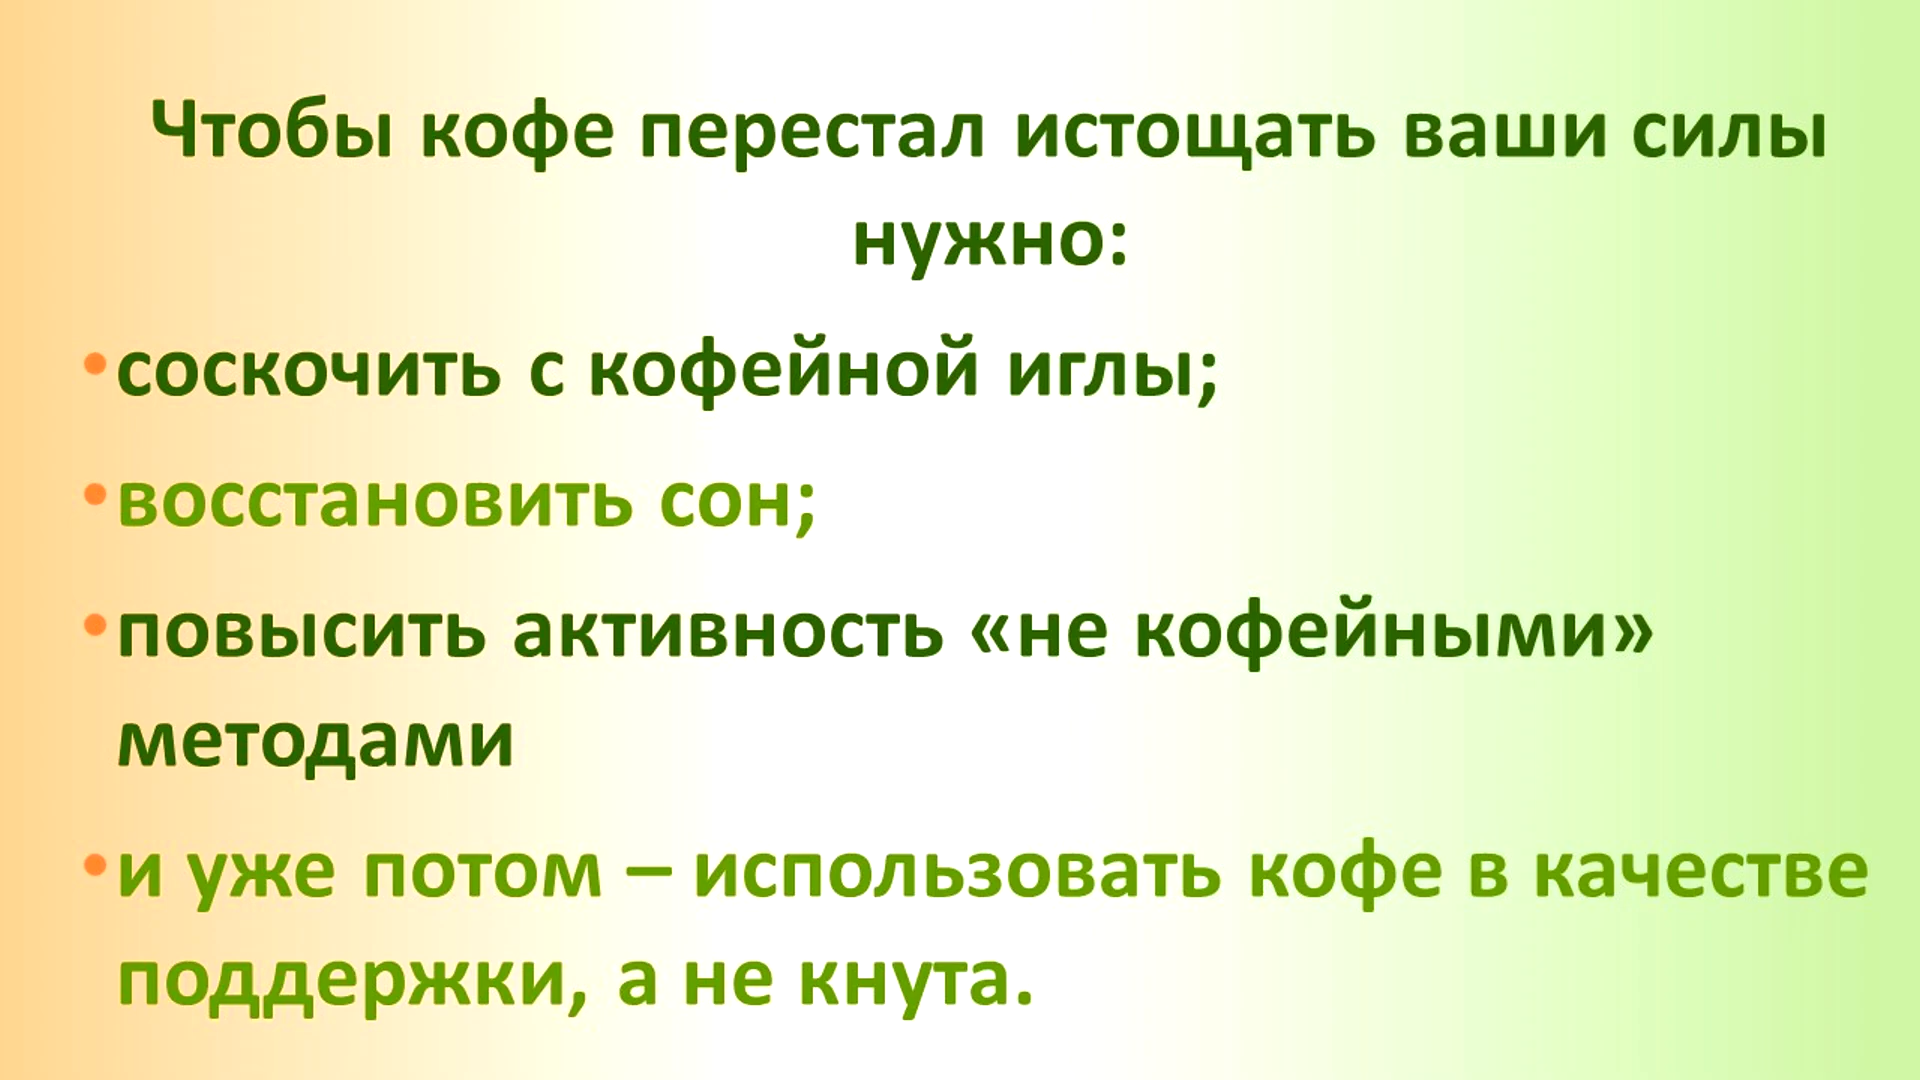 Чтобы кофе перестал истощать ваши силы
нужно:
•соскочить с кофейной иглы;
•восстановить сон;
•повысить активность «не кофейными»
методами
•и уже потом – использовать кофе в качестве
поддержки, а не кнута.